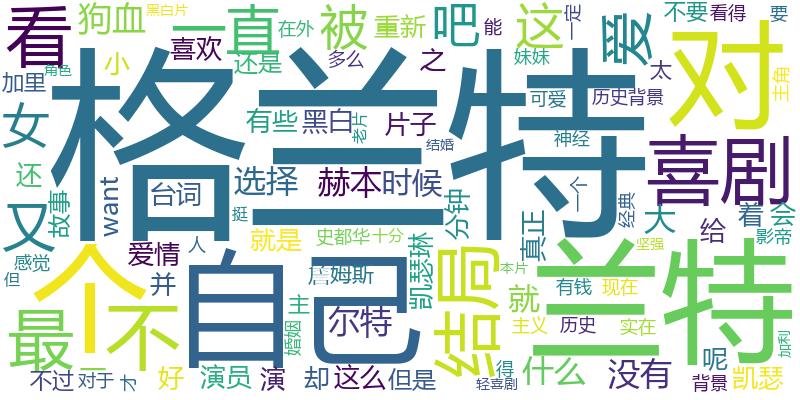 看
狗血
黑白片
一直
被
重新
吧
能
这
一定
爱
不要
看得
要
对
主角
喜欢
在外
加里
小
角色
还是
多么
之
妹妹
太
可爱
历史背景
格兰特
女
有些
黑白
老片
片子
结婚
神经
喜剧
还
want
台词
选择
赫本
时候
分钟
一个
经典
大
着
会
又
故事
挺
真正
给
影帝
感觉
但
爱情
人
就是
史都华
十分
凯瑟琳
坚强
个
自己
并
詹姆斯
本片
结局
兰特
有钱
现在
最
不
婚姻
主
尔特
就
主义
历史
实在
加利
一
呢
不过
对于
才
好
演员
演
却
这么
但是
得
轻喜剧
什么
没有
背景
凯瑟